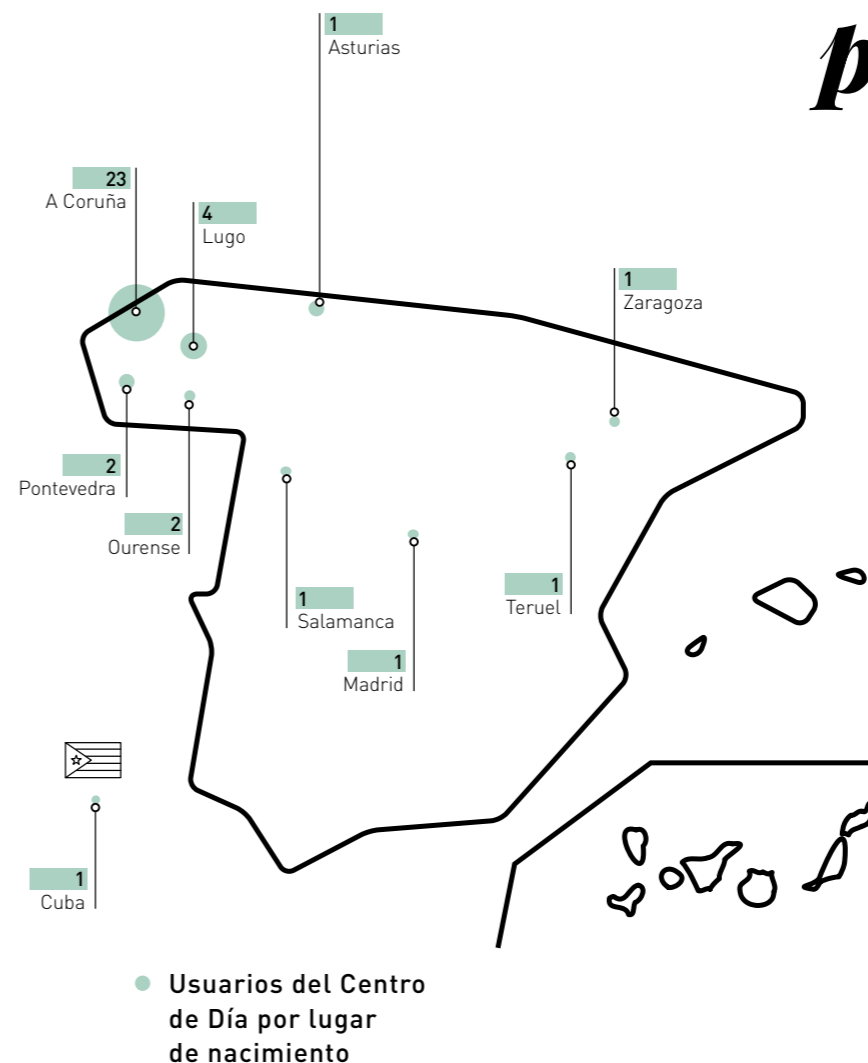 1
Asturias
p
23
A Coruña
4
Lugo
1
Zaragoza
2
Pontevedra
2
Ourense
1
Salamanca
1
Teruel
1
Madrid
1
Cuba
Usuarios del Centro
de Día por lugar
de nacimiento